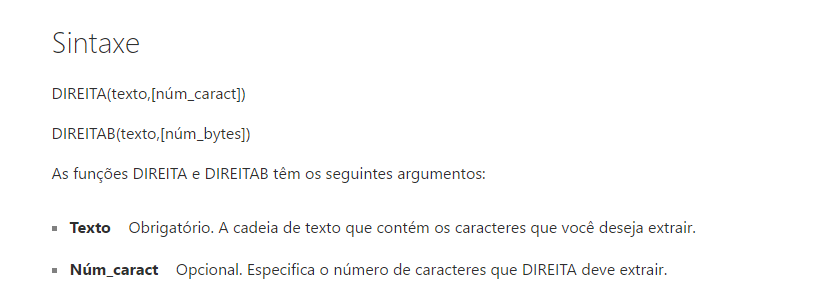 Sintaxe
DIREITA(texto,[núm_caract])
DIREITAB(texto,[núm_bytes])
As funções DIREITA e DIREITAB têm os seguintes argumentos:
Texto Obrigatório. A cadeia de texto que contém os caracteres que você deseja extrair.
Núm_caract Opcional. Especifica o número de caracteres que DIREITA deve extrair.